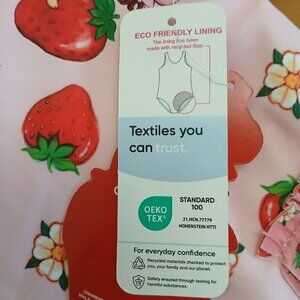 ECO FRIENDLY LINING
The lining has been
made with recycled fiber
Textiles you
can trust.
OEKO
TEX®
STANDARD
100
21.HCN.77779
HOHENSTEIN HTTI
For everyday confidence
Recycled materials checked to protect
you, your family and our planet.
Safety ensured through testing for
harmful substances.